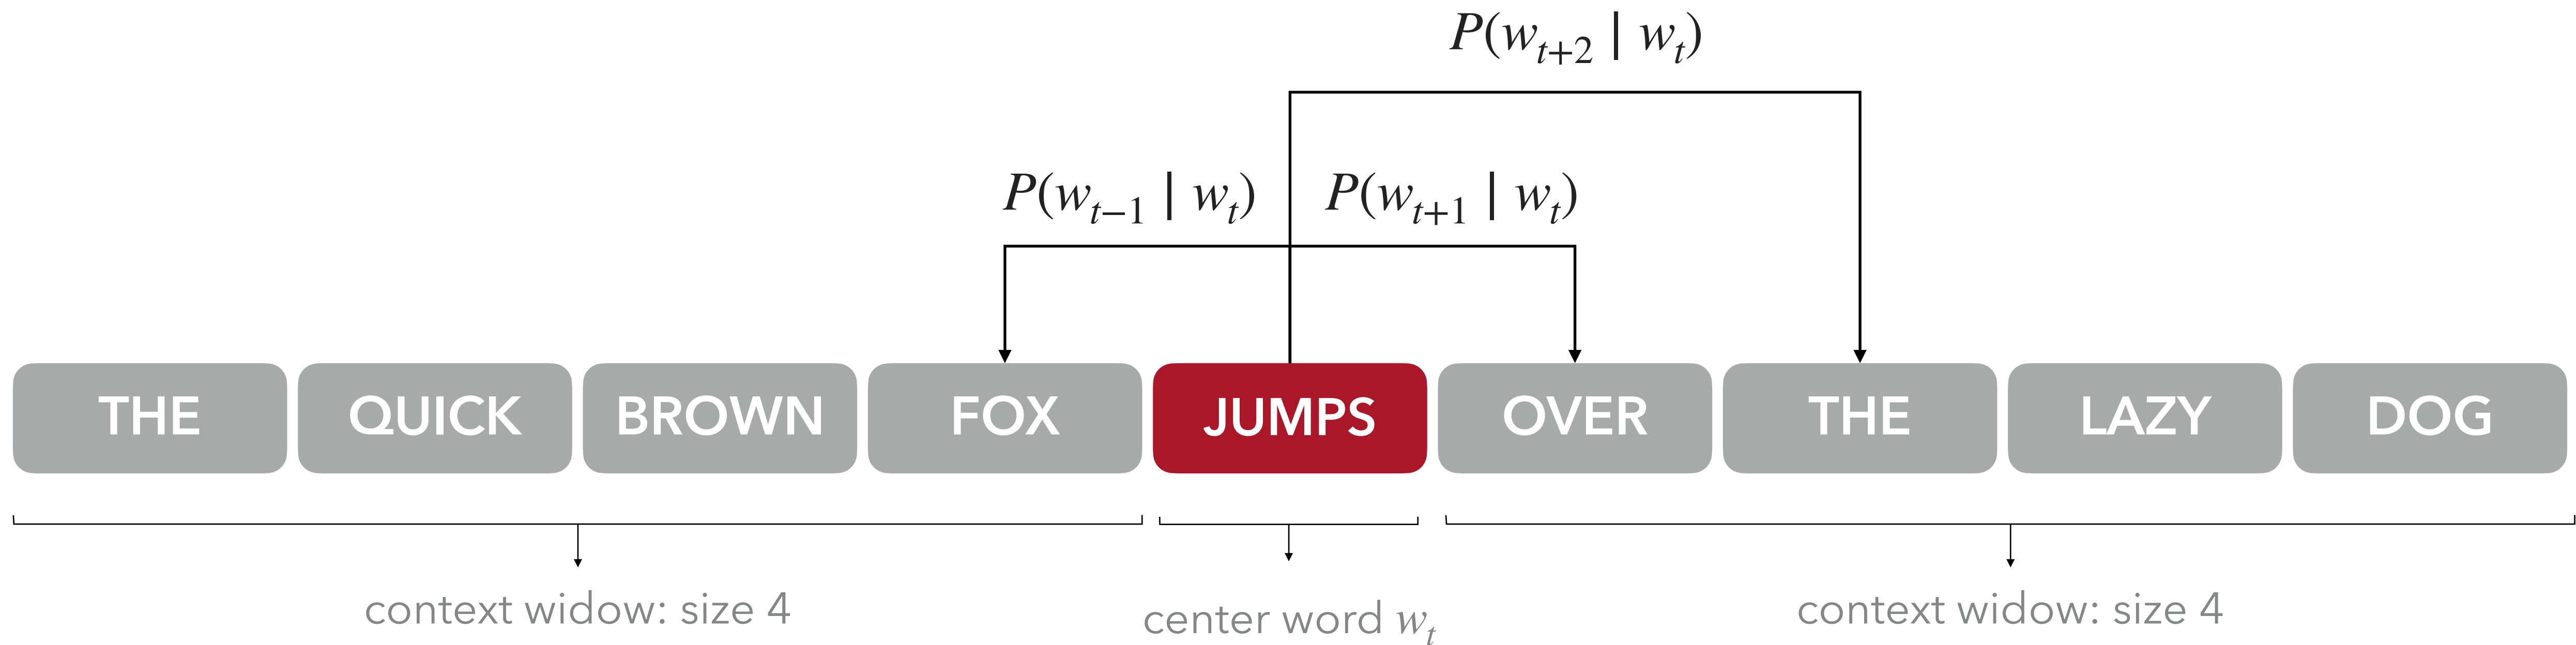 P(w_{t+2} | w_t)
P(w_{t−1} | w_t) P(w_{t+1} | w_t)
THE QUICK BROWN FOX JUMPS OVER THE LAZY DOG
context widow: size 4 center word w_t context widow: size 4